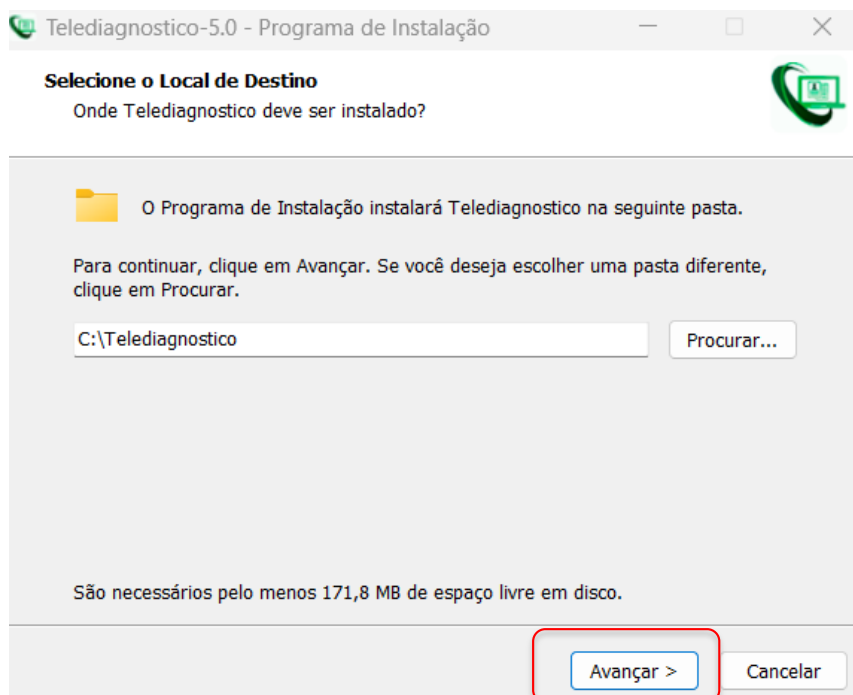 Telediagnostico-5.0 - Programa de Instalação
Selecione o Local de Destino
Onde Telediagnostico deve ser instalado?
O Programa de Instalação instalará Telediagnostico na seguinte pasta.
Para continuar, clique em Avançar. Se você deseja escolher uma pasta diferente,
clique em Procurar.
C:\Telediagnostico
Procurar...
São necessários pelo menos 171,8 MB de espaço livre em disco.
Avançar >
Cancelar